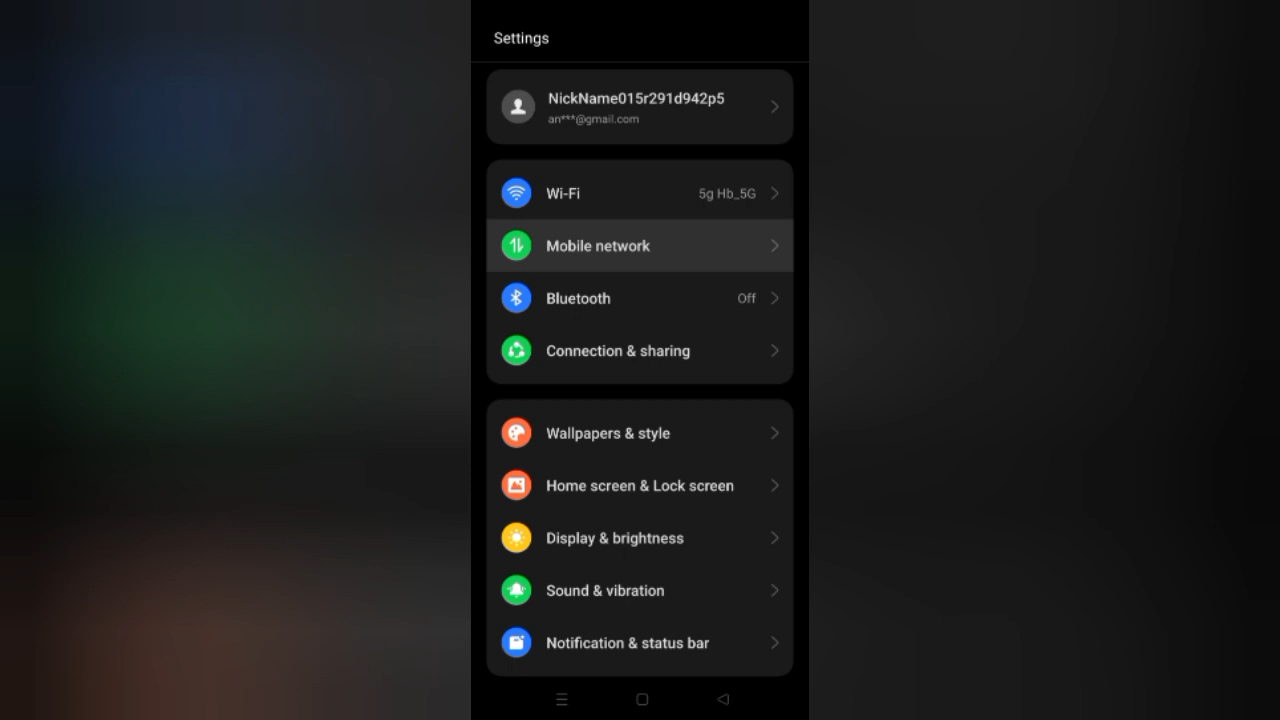 Settings
NickName015r291d942p5
an***@gmail.com
Wi-Fi 5g Hb_5G
Mobile network
Bluetooth Off
Connection & sharing
Wallpapers & style
Home screen & Lock screen
Display & brightness
Sound & vibration
Notification & status bar